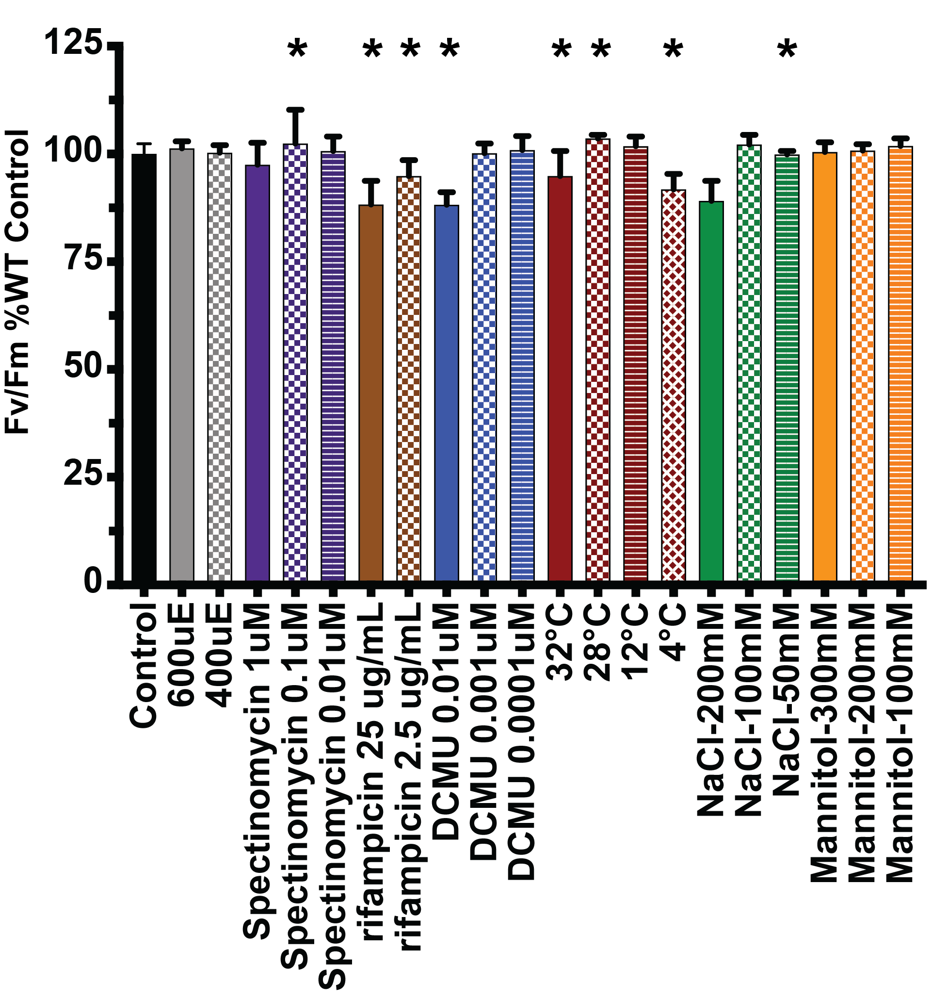 125
100
75
50
25
0
Fv/Fm %WT Control
* * * * * * * *
Control
600uE
400uE
Spectinomycin 1uM
Spectinomycin 0.1uM
Spectinomycin 0.01uM
rifampicin 25 ug/mL
rifampicin 2.5 ug/mL
DCMU 0.01uM
DCMU 0.001uM
DCMU 0.0001uM
32°C
28°C
12°C
4°C
NaCl-200mM
NaCl-100mM
NaCl-50mM
Mannitol-300mM
Mannitol-200mM
Mannitol-100mM